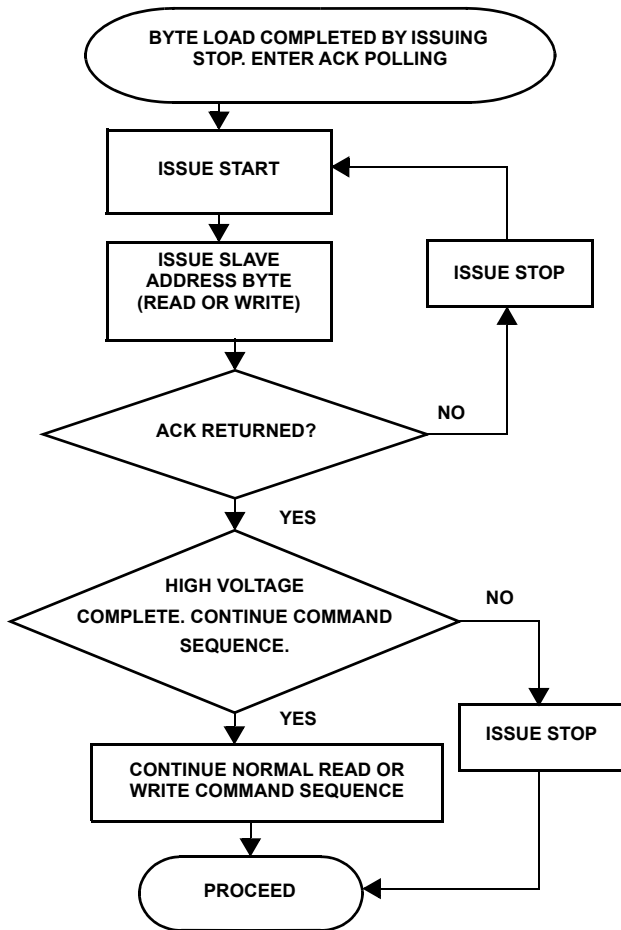 BYTE LOAD COMPLETED BY ISSUING
STOP. ENTER ACK POLLING
ISSUE START
ISSUE SLAVE
ADDRESS BYTE
(READ OR WRITE)
ISSUE STOP
ACK RETURNED?
NO
YES
HIGH VOLTAGE
COMPLETE. CONTINUE COMMAND
SEQUENCE.
NO
YES
ISSUE STOP
CONTINUE NORMAL READ OR
WRITE COMMAND SEQUENCE
PROCEED